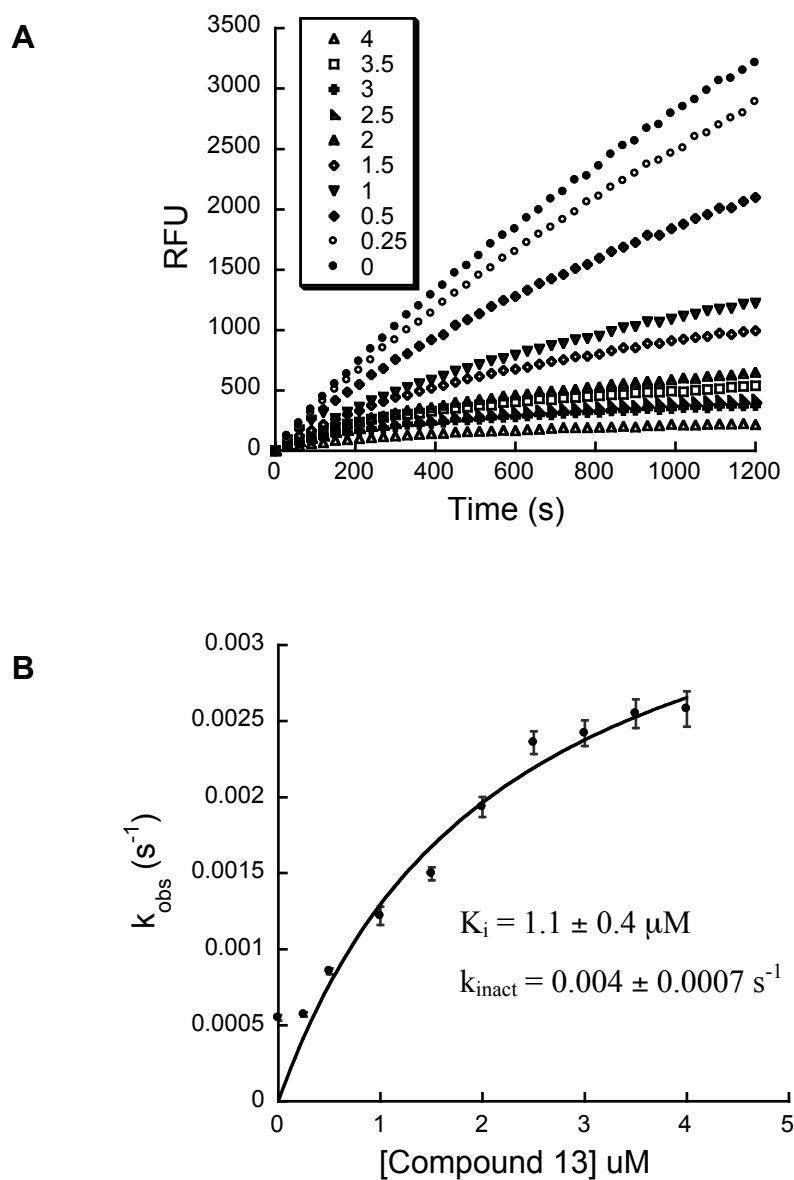 A
3500
3000
2500
2000
1500
1000
500
0
RFU
4
3.5
3
2.5
2
1.5
1
0.5
0.25
0
0 200 400 600 800 1000 1200
Time (s)
B
0.003
0.0025
0.002
0.0015
0.001
0.0005
0
k_obs (s⁻¹)
K_i = 1.1 ± 0.4 μM
k_inact = 0.004 ± 0.0007 s⁻¹
0 1 2 3 4 5
[Compound 13] uM